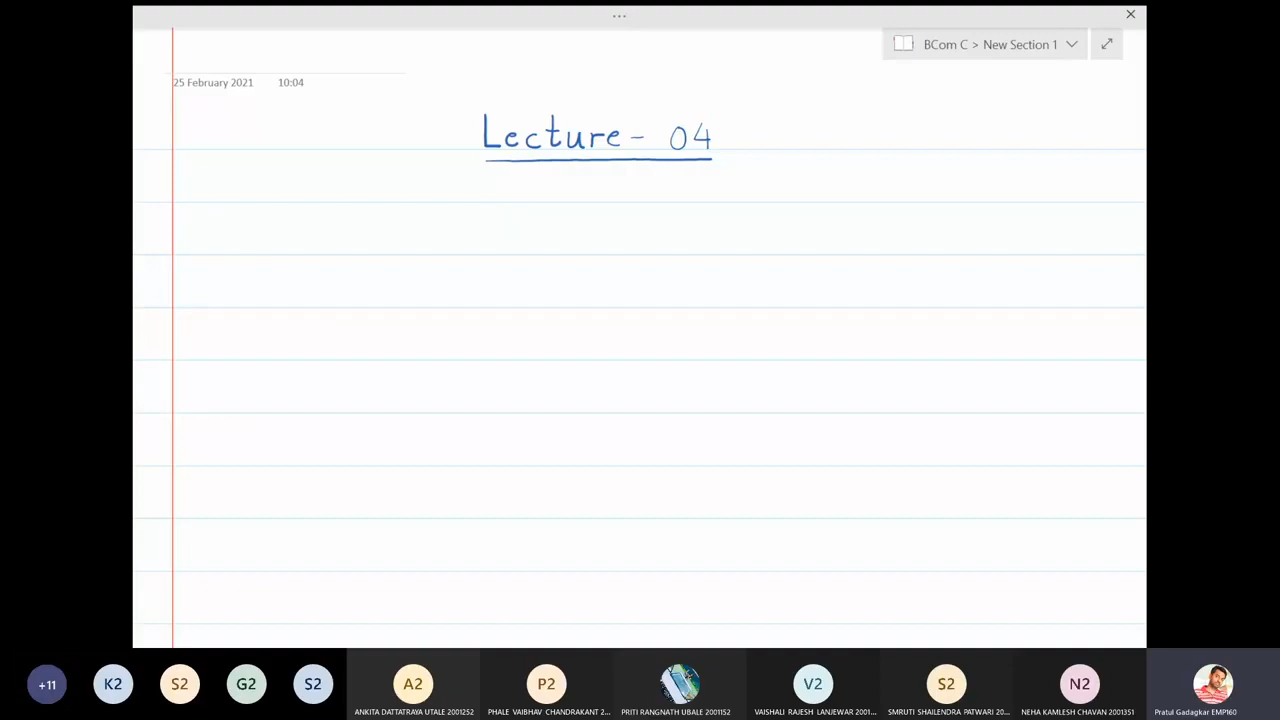 ...
BCom C > New Section 1
25 February 2021 10:04
Lecture - 04
+11 K2 S2 G2 S2 A2 P2 V2 S2 N2
ANKITA DATTATRAYA UTALE 2001252 PHALE VAIBHAV CHANDRAKANT 2... PRITI RANGNATH UBALE 2001152 VAISHALI RAJESH LANJEWAR 2001... SMRUTI SHAILENDRA PATWARI 20... NEHA KAMLESH CHAVAN 2001351 Pratul Gadagkar EMP160